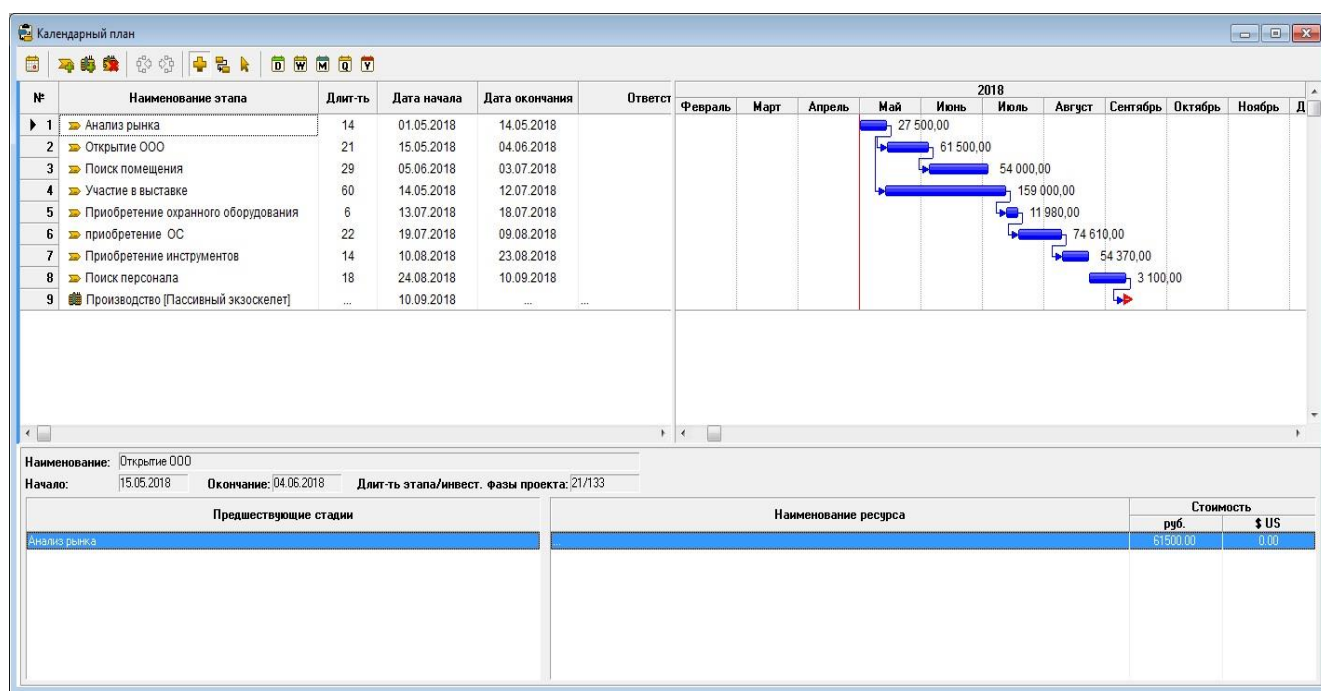 Календарный план
D W M Q Y
№ Наименование этапа Длит-ть Дата начала Дата окончания Ответст
2018
Февраль Март Апрель Май Июнь Июль Август Сентябрь Октябрь Ноябрь Д
1 Анализ рынка 14 01.05.2018 14.05.2018 27 500,00
2 Открытие ООО 21 15.05.2018 04.06.2018 61 500,00
3 Поиск помещения 29 05.06.2018 03.07.2018 54 000,00
4 Участие в выставке 60 14.05.2018 12.07.2018 159 000,00
5 Приобретение охранного оборудования 6 13.07.2018 18.07.2018 11 980,00
6 приобретение ОС 22 19.07.2018 09.08.2018 74 610,00
7 Приобретение инструментов 14 10.08.2018 23.08.2018 54 370,00
8 Поиск персонала 18 24.08.2018 10.09.2018 3 100,00
9 Производство [Пассивный экзоскелет] ... 10.09.2018 ... ...
Наименование: Открытие ООО
Начало: 15.05.2018 Окончание: 04.06.2018 Длит-ть этапа/инвест. фазы проекта: 21/133
Предшествующие стадии Наименование ресурса Стоимость
руб. $ US
Анализ рынка ... 61500.00 0.00